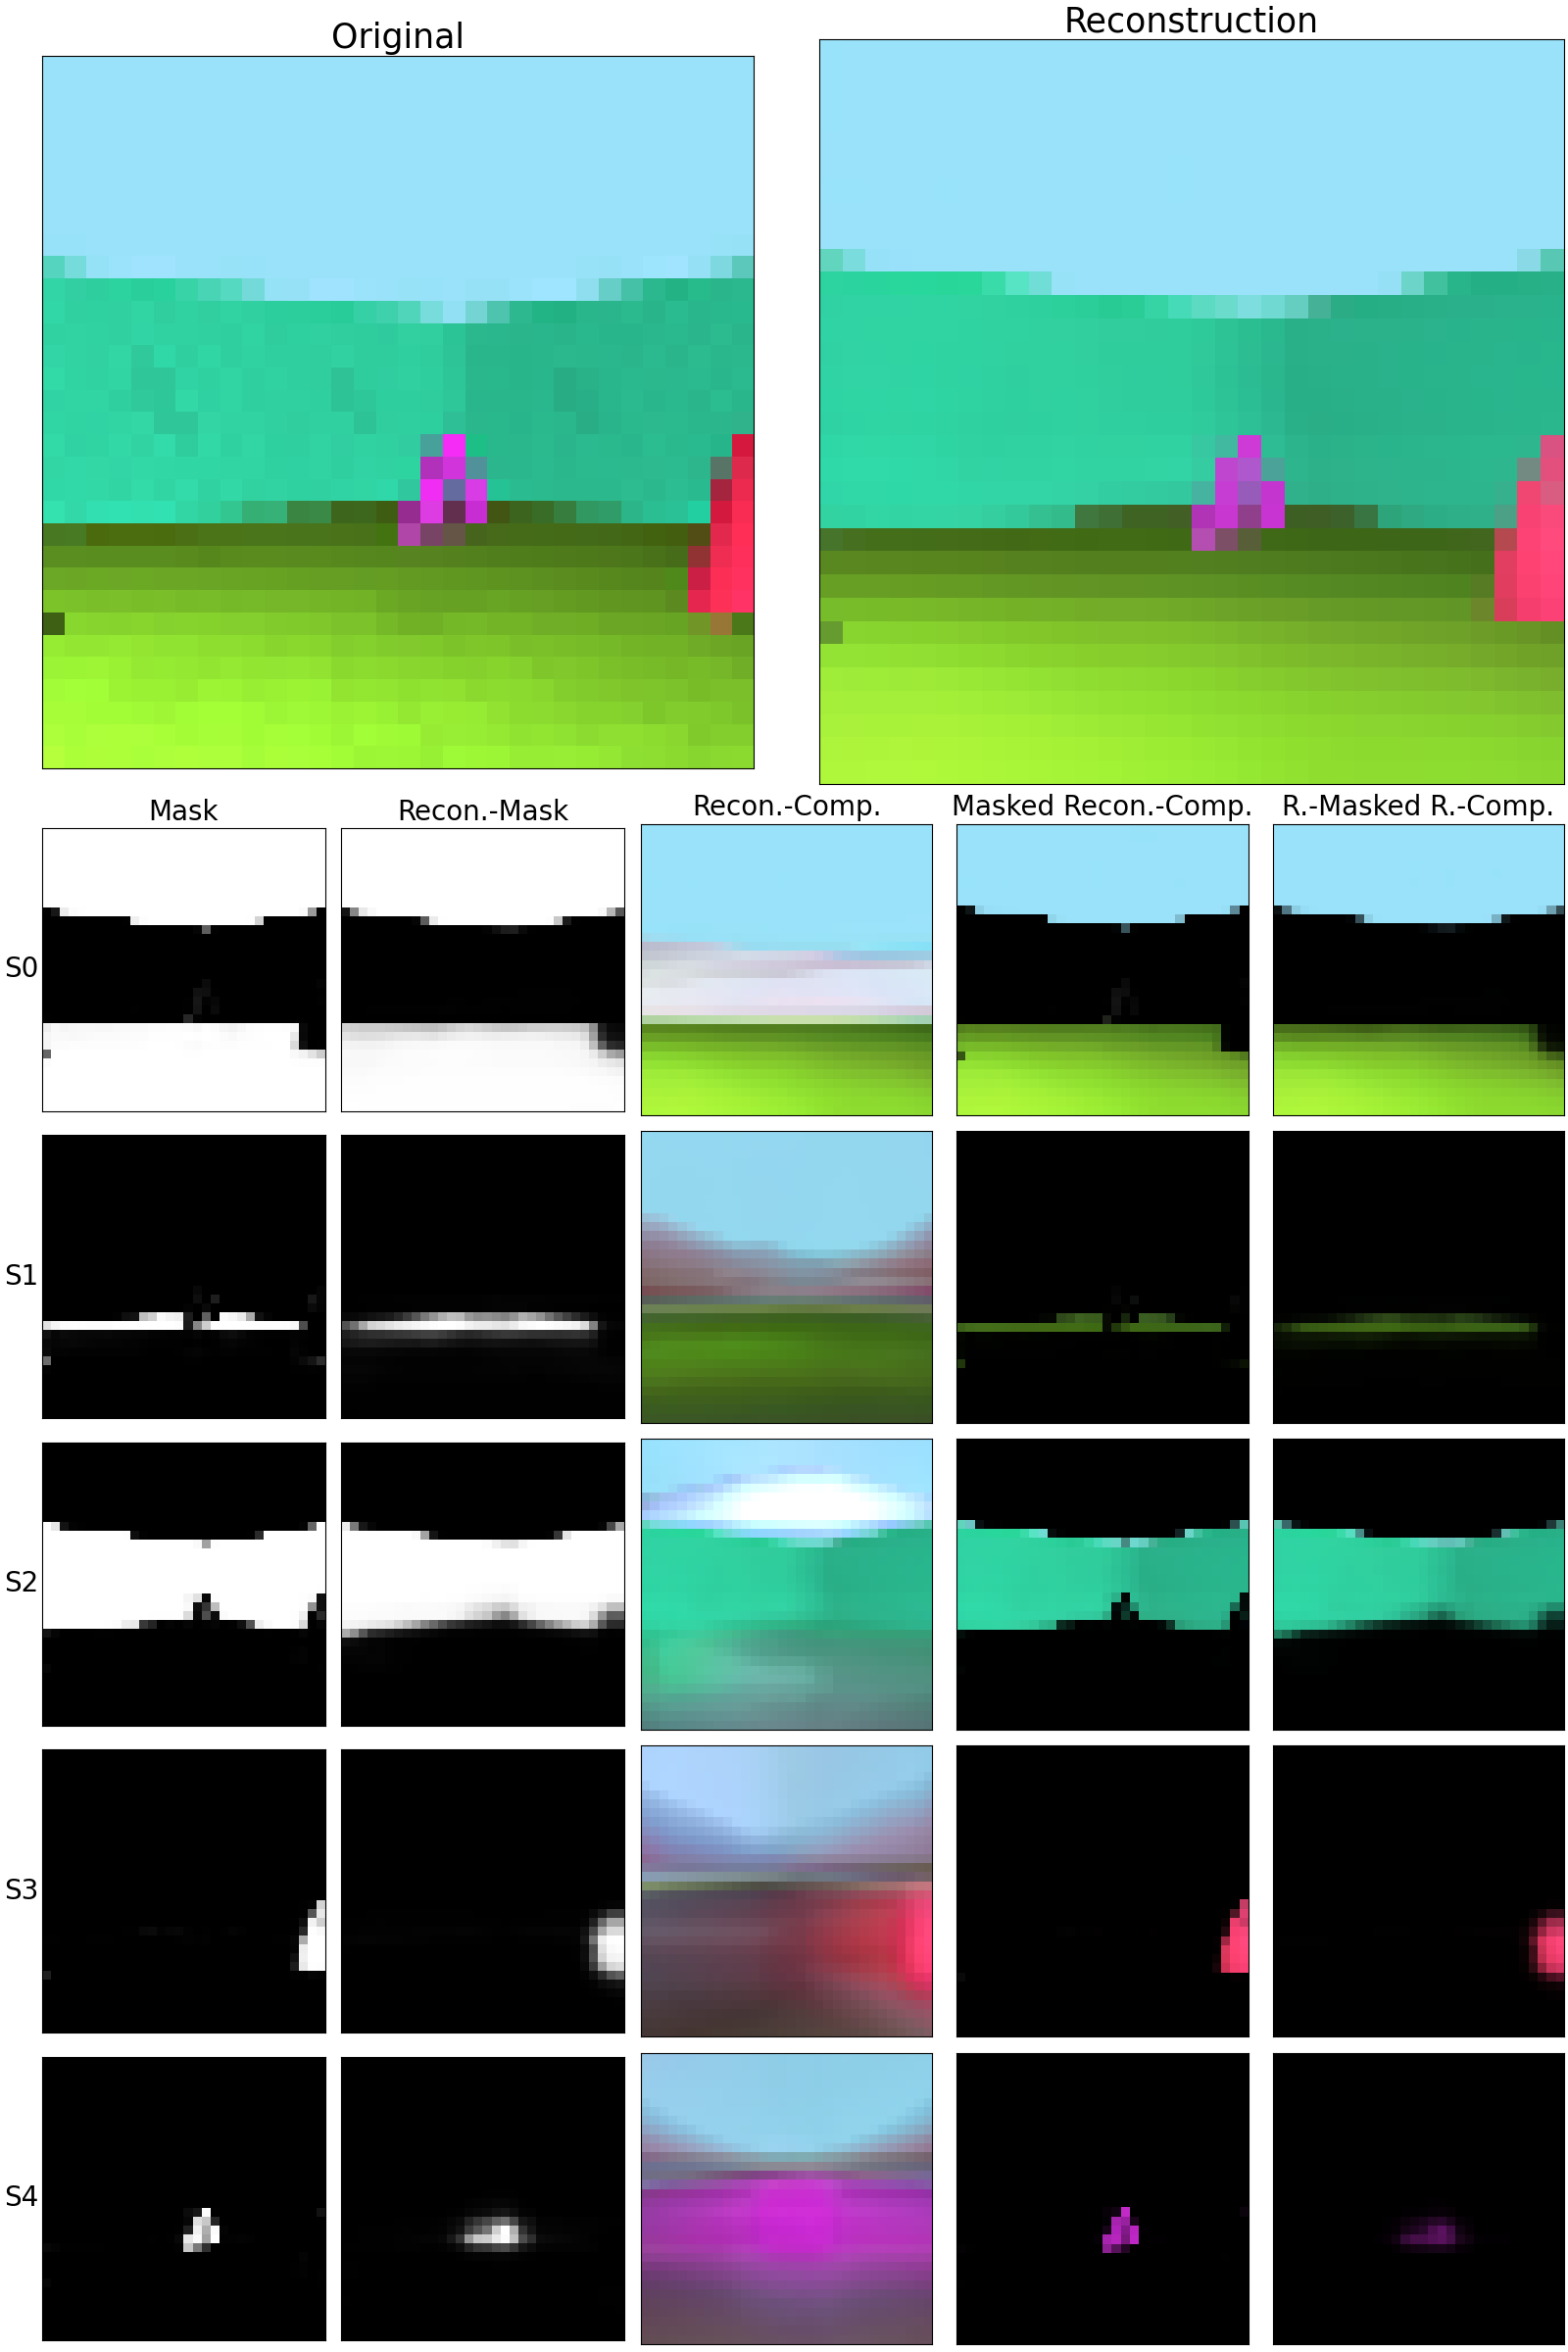 Original
Reconstruction
Mask
Recon.-Mask
Recon.-Comp.
Masked Recon.-Comp.
R.-Masked R.-Comp.
S0
S1
S2
S3
S4